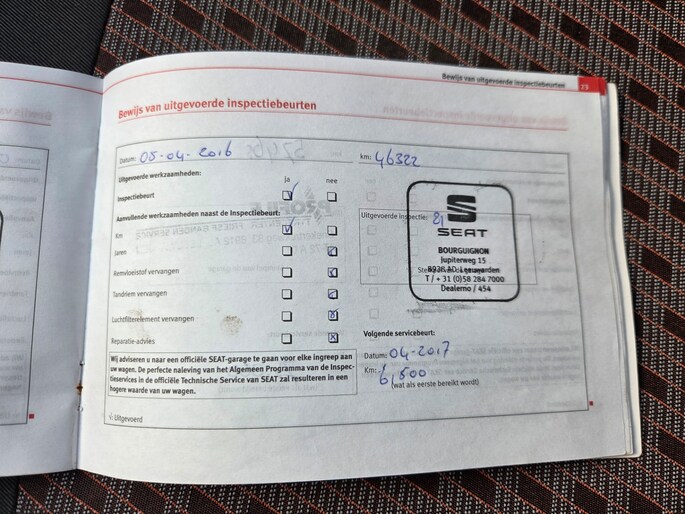 Bewijs van uitgevoerde inspectiebeurten 73
Bewijs van uitgevoerde inspectiebeurten
Datum: 05-04-2016 km: 46322
Uitgevoerde werkzaamheden:
ja nee
Inspectiebeurt
Aanvullende werkzaamheden naast de Inspectiebeurt:
Km
Jaren
Remvloeistof vervangen
Tandriem vervangen
Luchtfilterelement vervangen
Reparatie-advies
Uitgevoerde inspectie: 81
SEAT
BOURGUIGNON
Jupiterweg 15
8938 AD Leeuwarden
T / + 31 (0)58 284 7000
Dealerno / 454
Volgende servicebeurt:
Datum: 04-2017
Km: 61500
(wat als eerste bereikt wordt)
Wij adviseren u naar een officiële SEAT-garage te gaan voor elke ingreep aan
uw wagen. De perfecte naleving van het Algemeen Programma van de Inspec-
tieservices in de officiële Technische Service van SEAT zal resulteren in een
hogere waarde van uw wagen.
√: Uitgevoerd